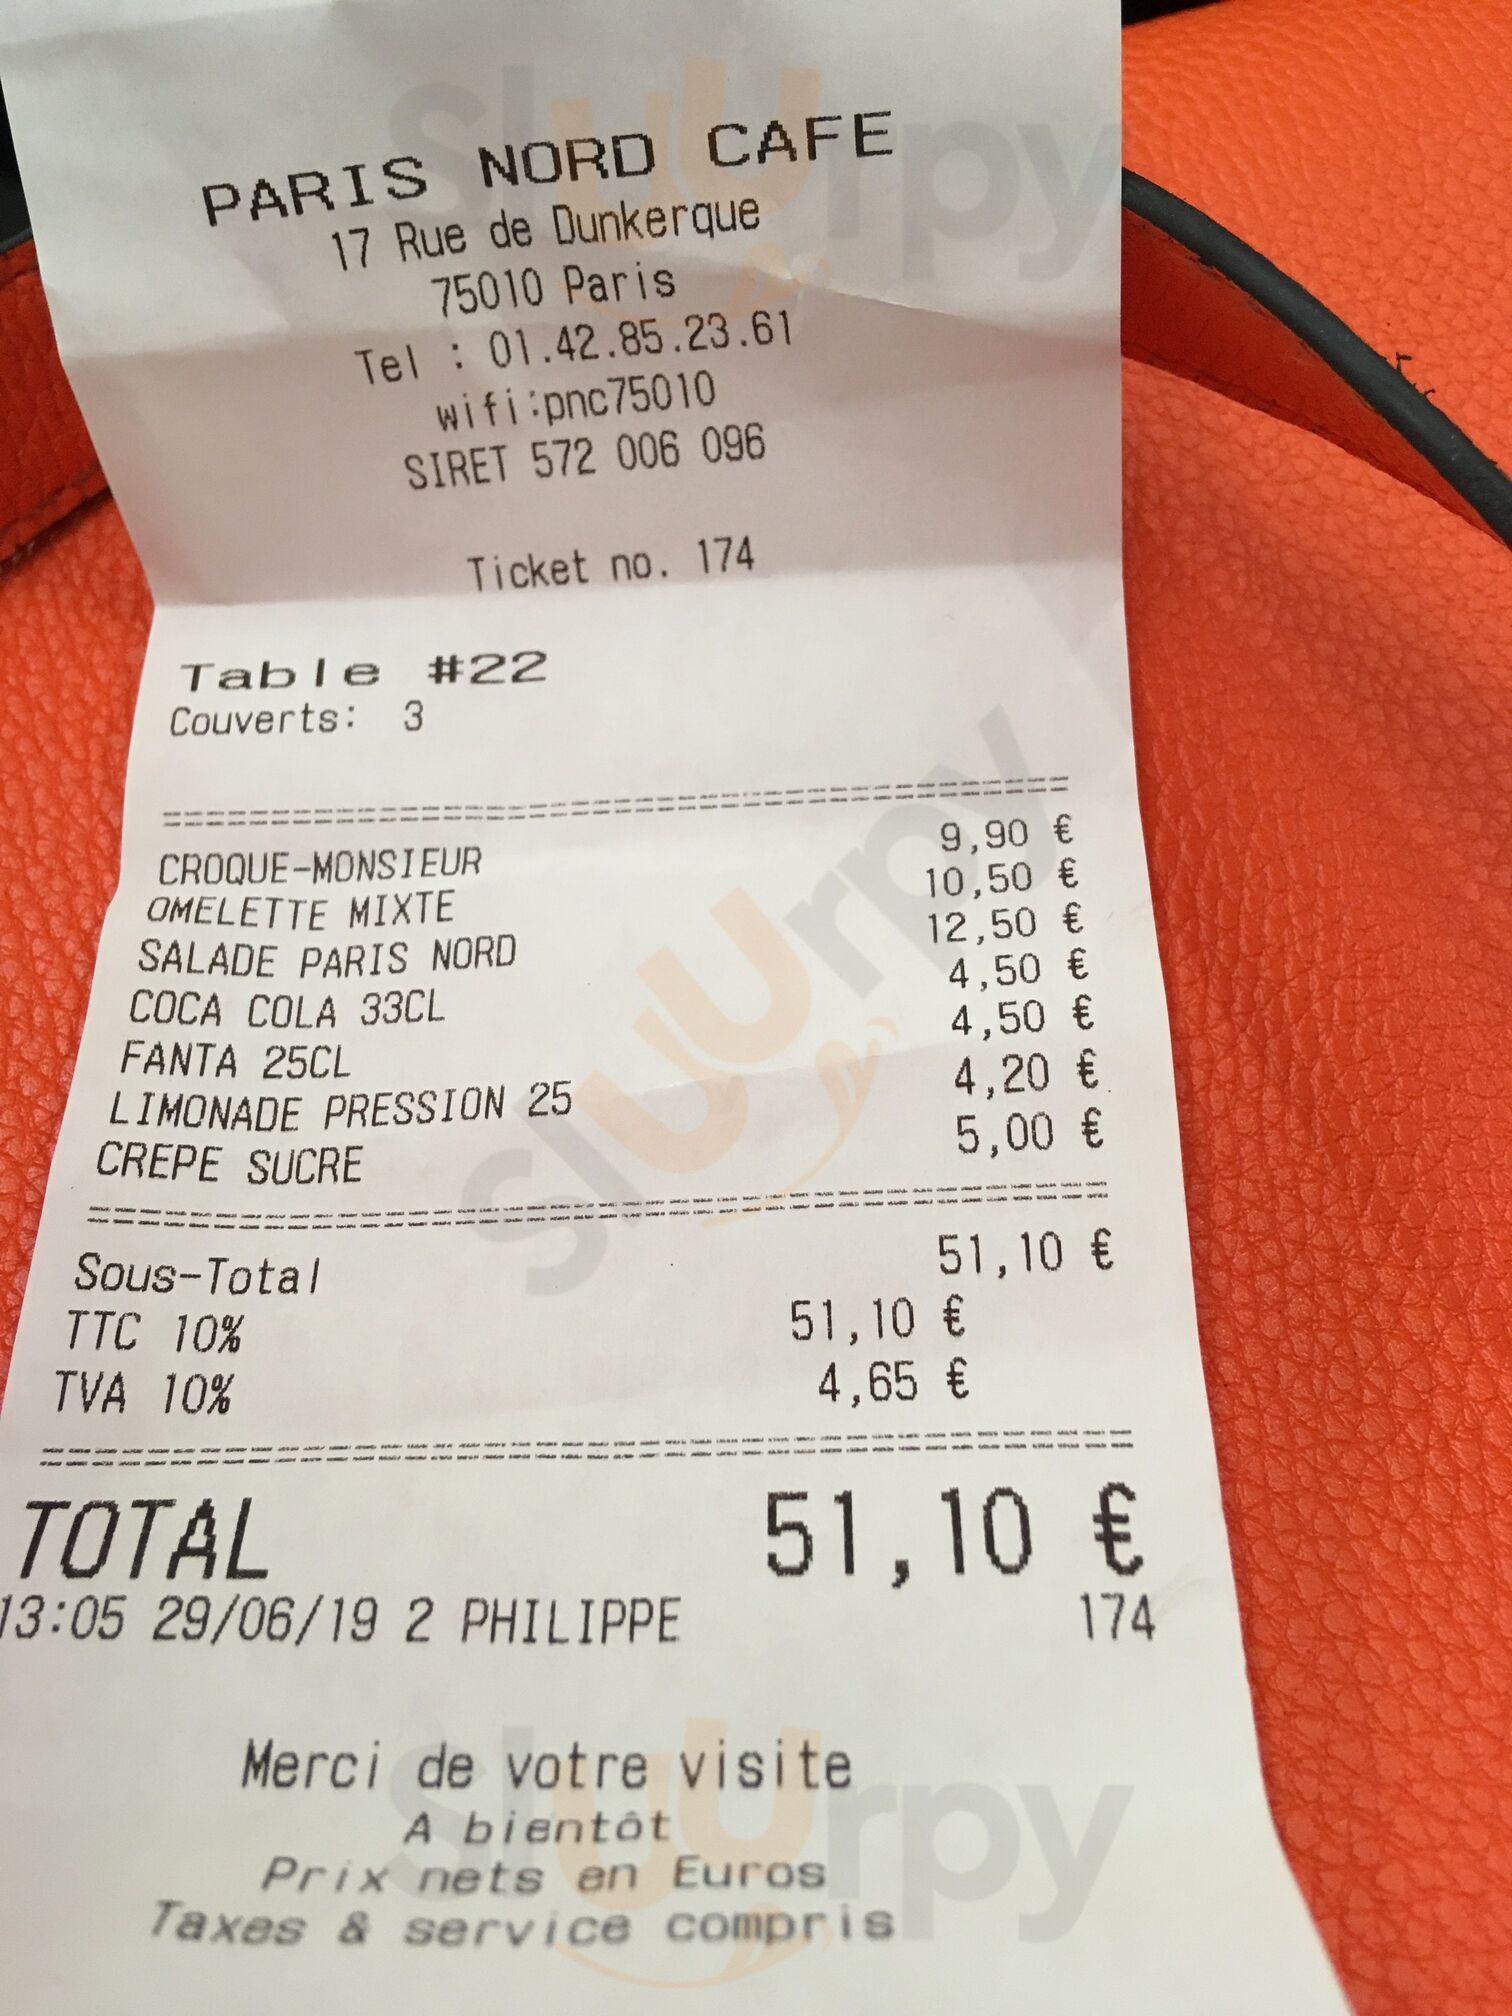 PARIS NORD CAFE
17 Rue de Dunkerque
75010 Paris
Tel : 01.42.85.23.61
wifi:pnc75010
SIRET 572 006 096
Ticket no. 174
Table #22
Couverts: 3
CROQUE-MONSIEUR 9,90 €
OMELETTE MIXTE 10,50 €
SALADE PARIS NORD 12,50 €
COCA COLA 33CL 4,50 €
FANTA 25CL 4,50 €
LIMONADE PRESSION 25 4,20 €
CREPE SUCRE 5,00 €
Sous-Total 51,10 €
TTC 10% 51,10 €
TVA 10% 4,65 €
TOTAL 51,10 €
13:05 29/06/19 2 PHILIPPE 174
Merci de votre visite
A bientôt
Prix nets en Euros
Taxes & service compris
sluurpy
sluurpy
sluurpy